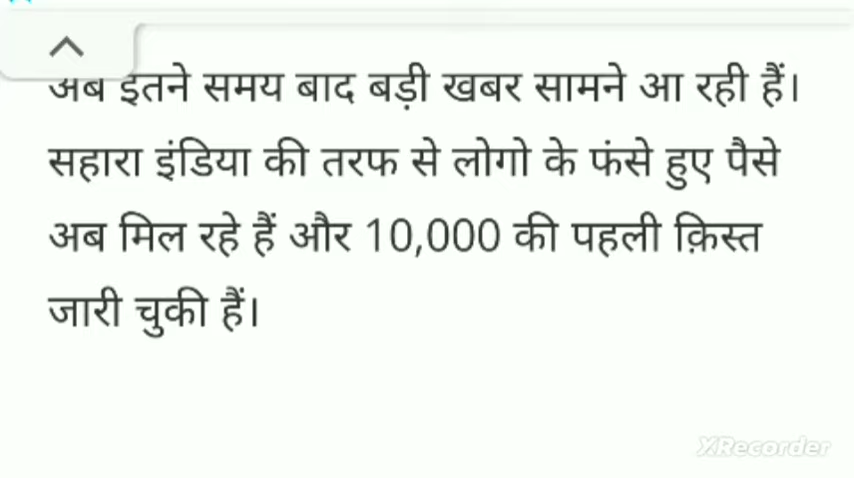 अब इतने समय बाद बड़ी खबर सामने आ रही हैं।
सहारा इंडिया की तरफ से लोगो के फंसे हुए पैसे
अब मिल रहे हैं और 10,000 की पहली क़िस्त
जारी चुकी हैं।
XRecorder